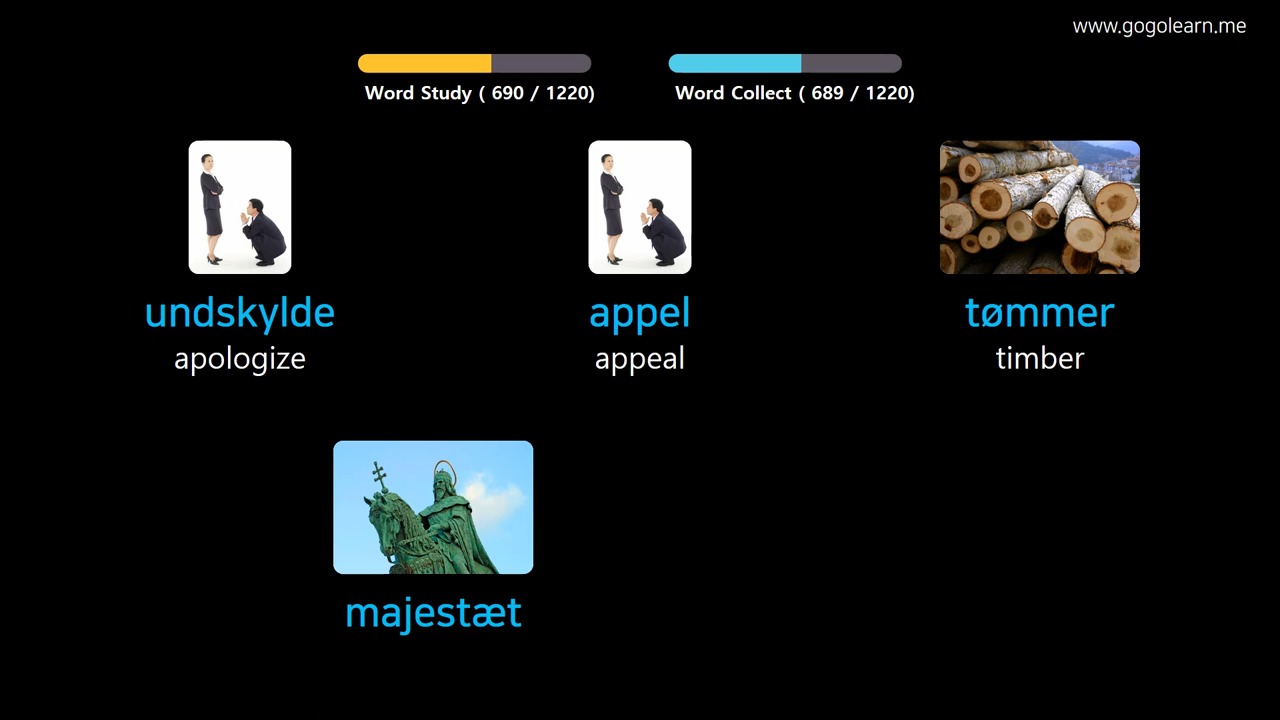 www.gogolearn.me
Word Study ( 690 / 1220)
Word Collect ( 689 / 1220)
undskylde
apologize
appel
appeal
tømmer
timber
majestæt